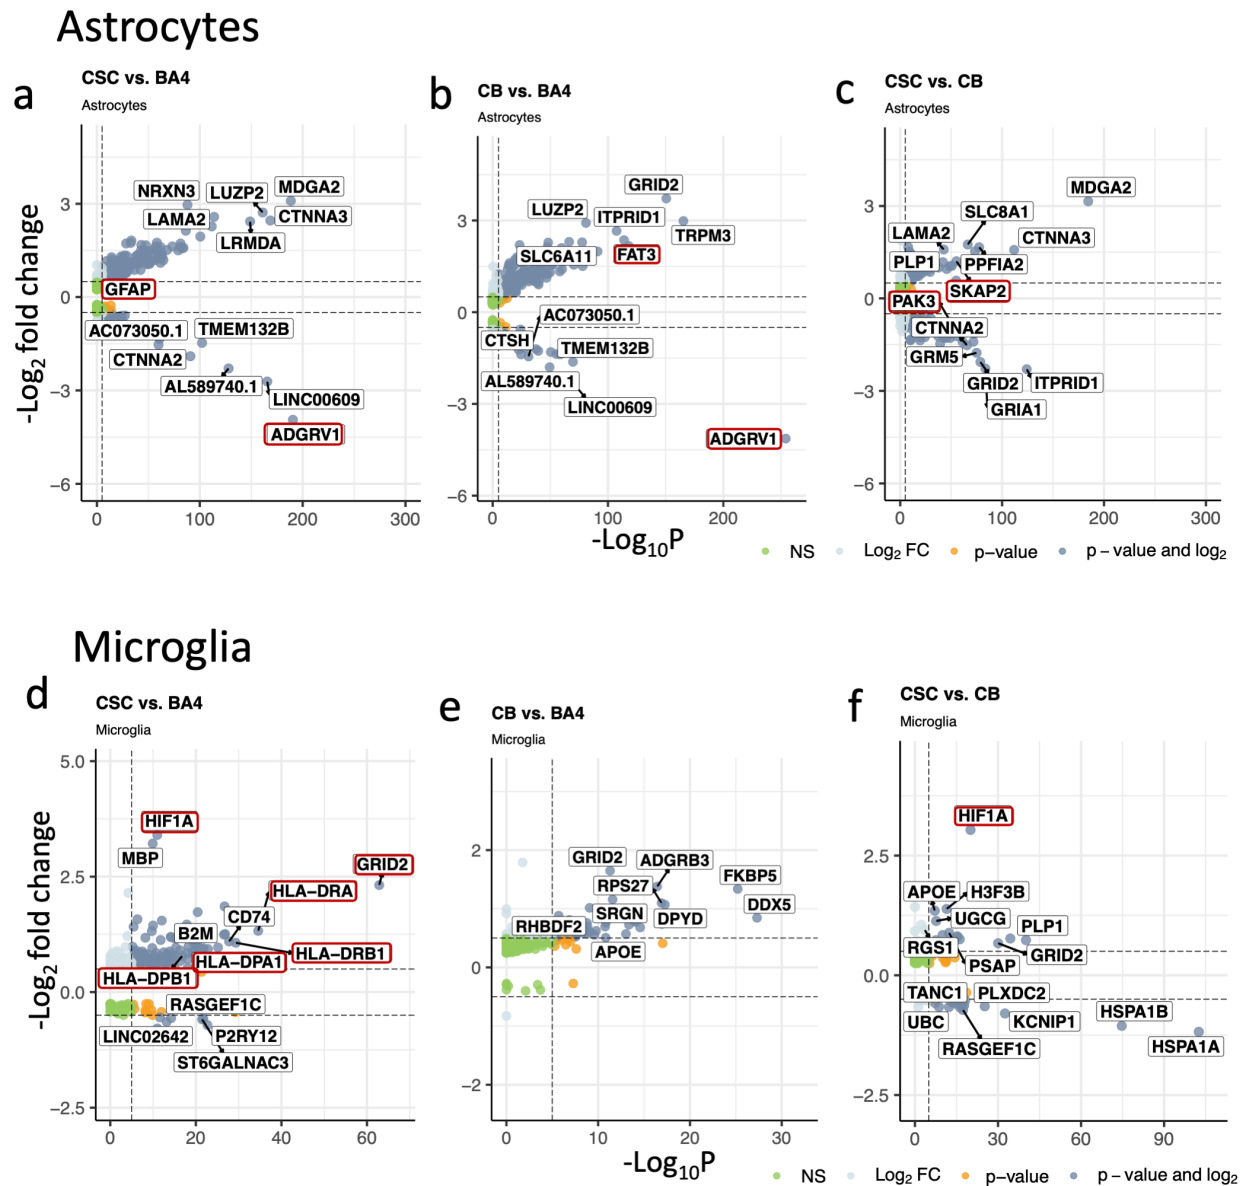 Astrocytes
a
CSC vs. BA4
Astrocytes
-Log2 fold change
3
0
−3
−6
0
100
200
300
NRXN3
LUZP2
MDGA2
LAMA2
CTNNA3
LRMDA
GFAP
AC073050.1
TMEM132B
CTNNA2
AL589740.1
LINC00609
ADGRV1
b
CB vs. BA4
Astrocytes
3
0
−3
−6
0
100
200
-Log10P
GRID2
LUZP2
ITPRID1
TRPM3
SLC6A11
FAT3
AC073050.1
CTSH
TMEM132B
AL589740.1
LINC00609
ADGRV1
c
CSC vs. CB
Astrocytes
3
0
−3
−6
0
100
200
300
MDGA2
SLC8A1
LAMA2
CTNNA3
PLP1
PPFIA2
SKAP2
PAK3
CTNNA2
GRM5
GRID2
ITPRID1
GRIA1
NS
Log2 FC
p−value
p − value and log2
Microglia
d
CSC vs. BA4
Microglia
-Log2 fold change
5.0
2.5
0.0
−2.5
0
20
40
60
HIF1A
MBP
GRID2
HLA−DRA
CD74
B2M
HLA−DRB1
HLA−DPA1
HLA−DPB1
RASGEF1C
LINC02642
P2RY12
ST6GALNAC3
e
CB vs. BA4
Microglia
2
0
−2
0
10
20
30
-Log10P
GRID2
ADGRB3
RPS27
FKBP5
SRGN
DPYD
DDX5
RHBDF2
APOE
f
CSC vs. CB
Microglia
2.5
0.0
−2.5
0
30
60
90
HIF1A
APOE
H3F3B
UGCG
PLP1
RGS1
GRID2
PSAP
TANC1
PLXDC2
UBC
KCNIP1
HSPA1B
RASGEF1C
HSPA1A
NS
Log2 FC
p−value
p − value and log2